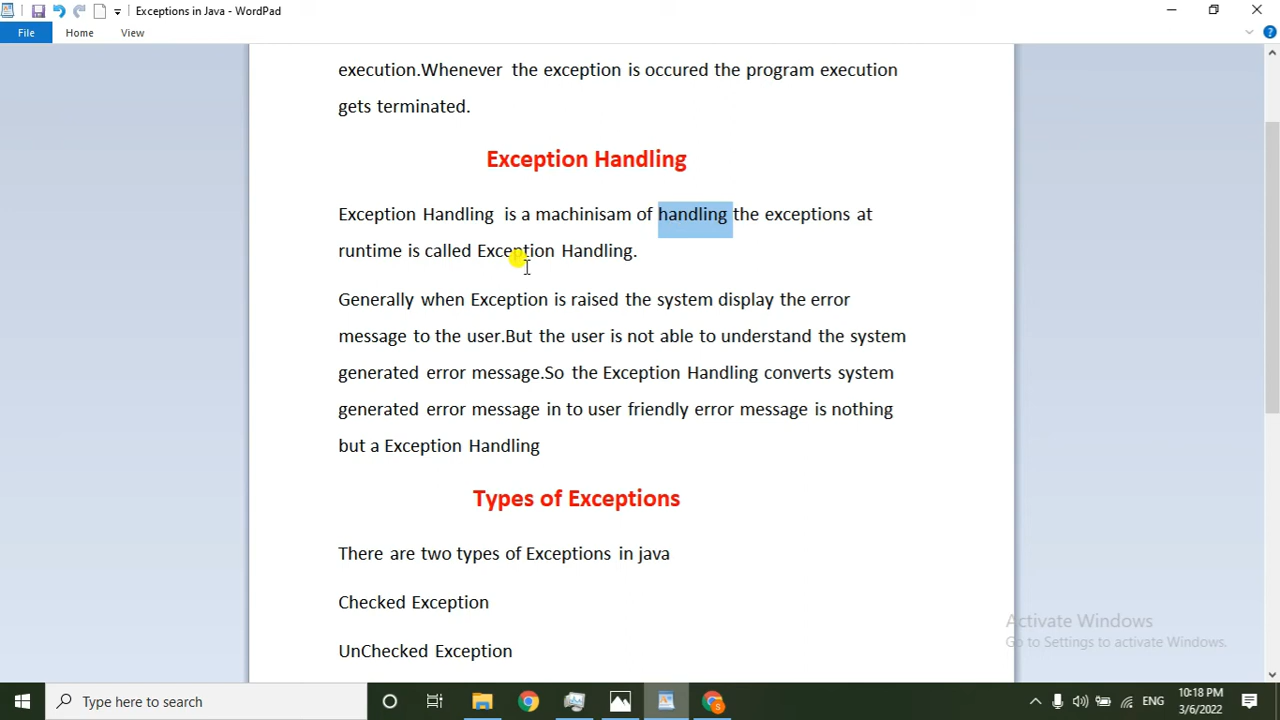 Exceptions in Java - WordPad
File Home View
execution.Whenever the exception is occured the program execution
gets terminated.
Exception Handling
Exception Handling is a machinisam of handling the exceptions at
runtime is called Exception Handling.
Generally when Exception is raised the system display the error
message to the user.But the user is not able to understand the system
generated error message.So the Exception Handling converts system
generated error message in to user friendly error message is nothing
but a Exception Handling
Types of Exceptions
There are two types of Exceptions in java
Checked Exception
UnChecked Exception
Activate Windows
Go to Settings to activate Windows.
Type here to search
ENG
10:18 PM
3/6/2022